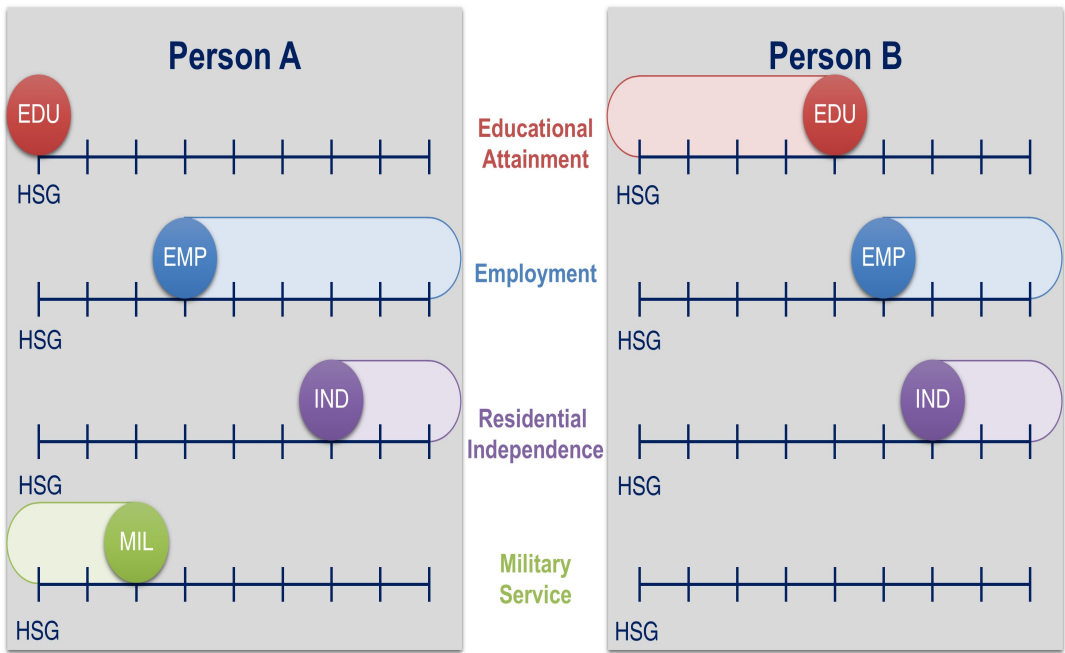 Person A
Person B
EDU
HSG
Educational
Attainment
EDU
HSG
EMP
HSG
Employment
EMP
HSG
IND
HSG
Residential
Independence
IND
HSG
MIL
HSG
Military
Service
HSG